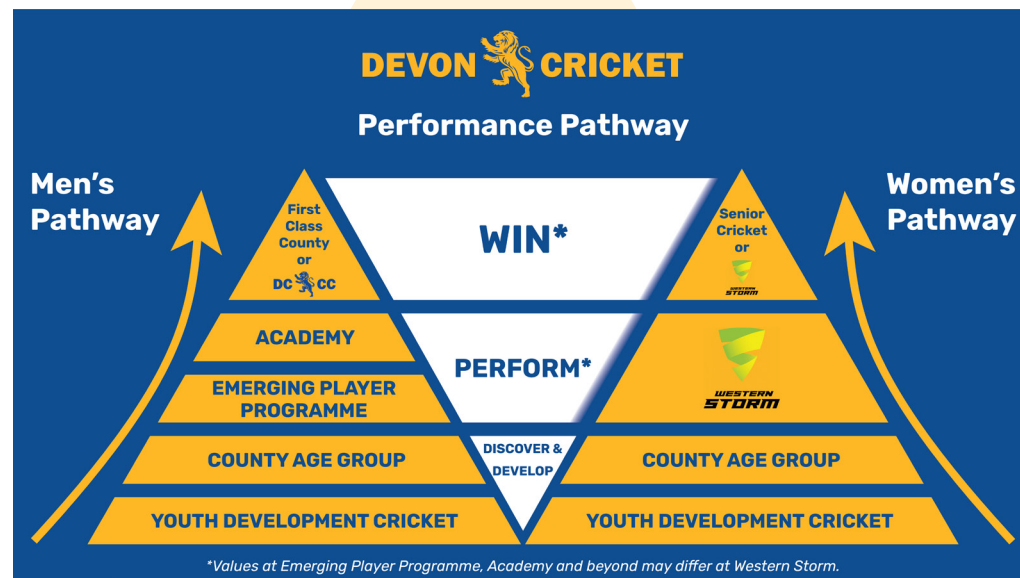 DEVON CRICKET
Performance Pathway
Men's
Pathway
Women's
Pathway
First
Class
County
or
DC CC
WIN*
Senior
Cricket
or
WESTERN
STORM
ACADEMY
EMERGING PLAYER
PROGRAMME
PERFORM*
WESTERN
STORM
COUNTY AGE GROUP
DISCOVER &
DEVELOP
COUNTY AGE GROUP
YOUTH DEVELOPMENT CRICKET
YOUTH DEVELOPMENT CRICKET
*Values at Emerging Player Programme, Academy and beyond may differ at Western Storm.